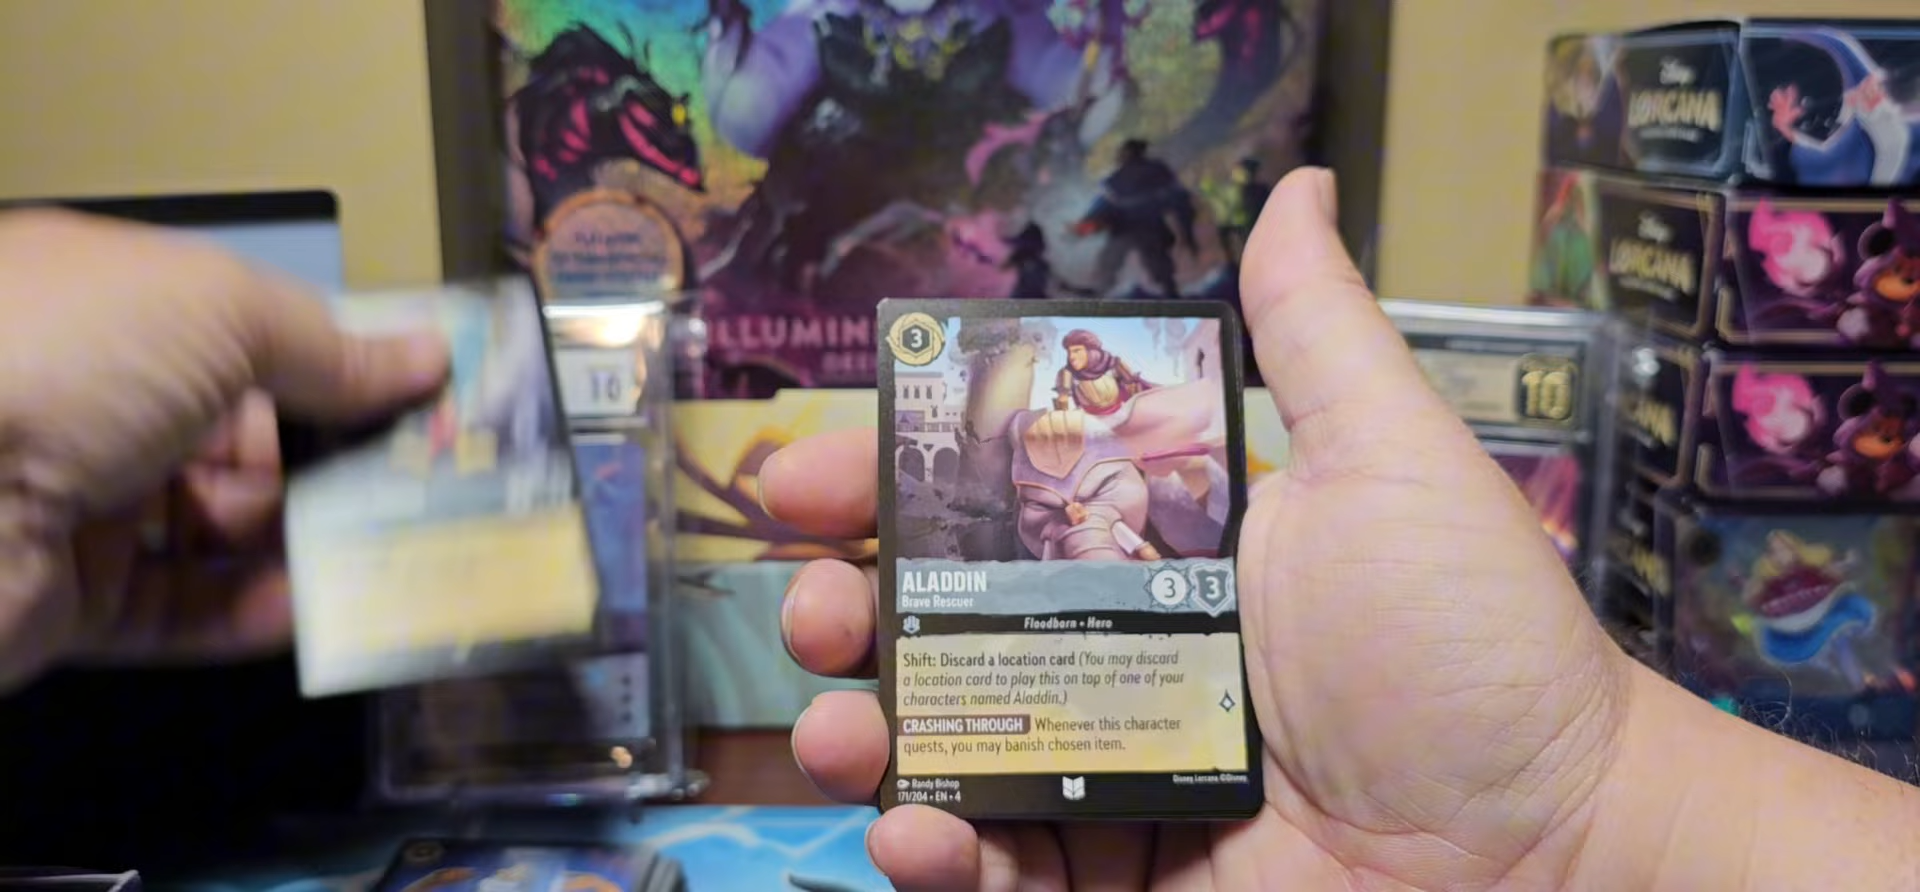 Disney
LORCANA
Disney
LORCANA
ILLUMIN
10
10
3
ALADDIN
Brave Rescuer
3
3
Floodborn • Hero
Shift: Discard a location card (You may discard
a location card to play this on top of one of your
characters named Aladdin.)
CRASHING THROUGH Whenever this character
quests, you may banish chosen item.
Randy Bishop
171/204 • EN • 4
Disney Lorcana ©Disney